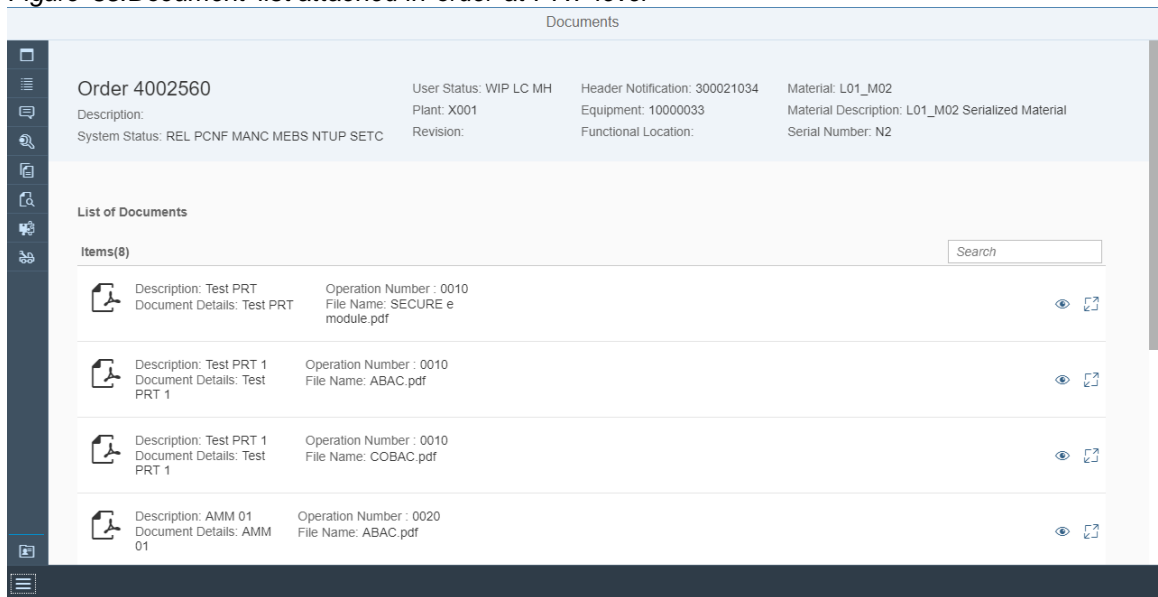 Documents
Order 4002560
Description:
System Status: REL PCNF MANC MEBS NTUP SETC
User Status: WIP LC MH
Plant: X001
Revision:
Header Notification: 300021034
Equipment: 10000033
Functional Location:
Material: L01_M02
Material Description: L01_M02 Serialized Material
Serial Number: N2
List of Documents
Items(8)
Search
Description: Test PRT
Document Details: Test PRT
Operation Number : 0010
File Name: SECURE e
module.pdf
Description: Test PRT 1
Document Details: Test
PRT 1
Operation Number : 0010
File Name: ABAC.pdf
Description: Test PRT 1
Document Details: Test
PRT 1
Operation Number : 0010
File Name: COBAC.pdf
Description: AMM 01
Document Details: AMM
01
Operation Number : 0020
File Name: ABAC.pdf